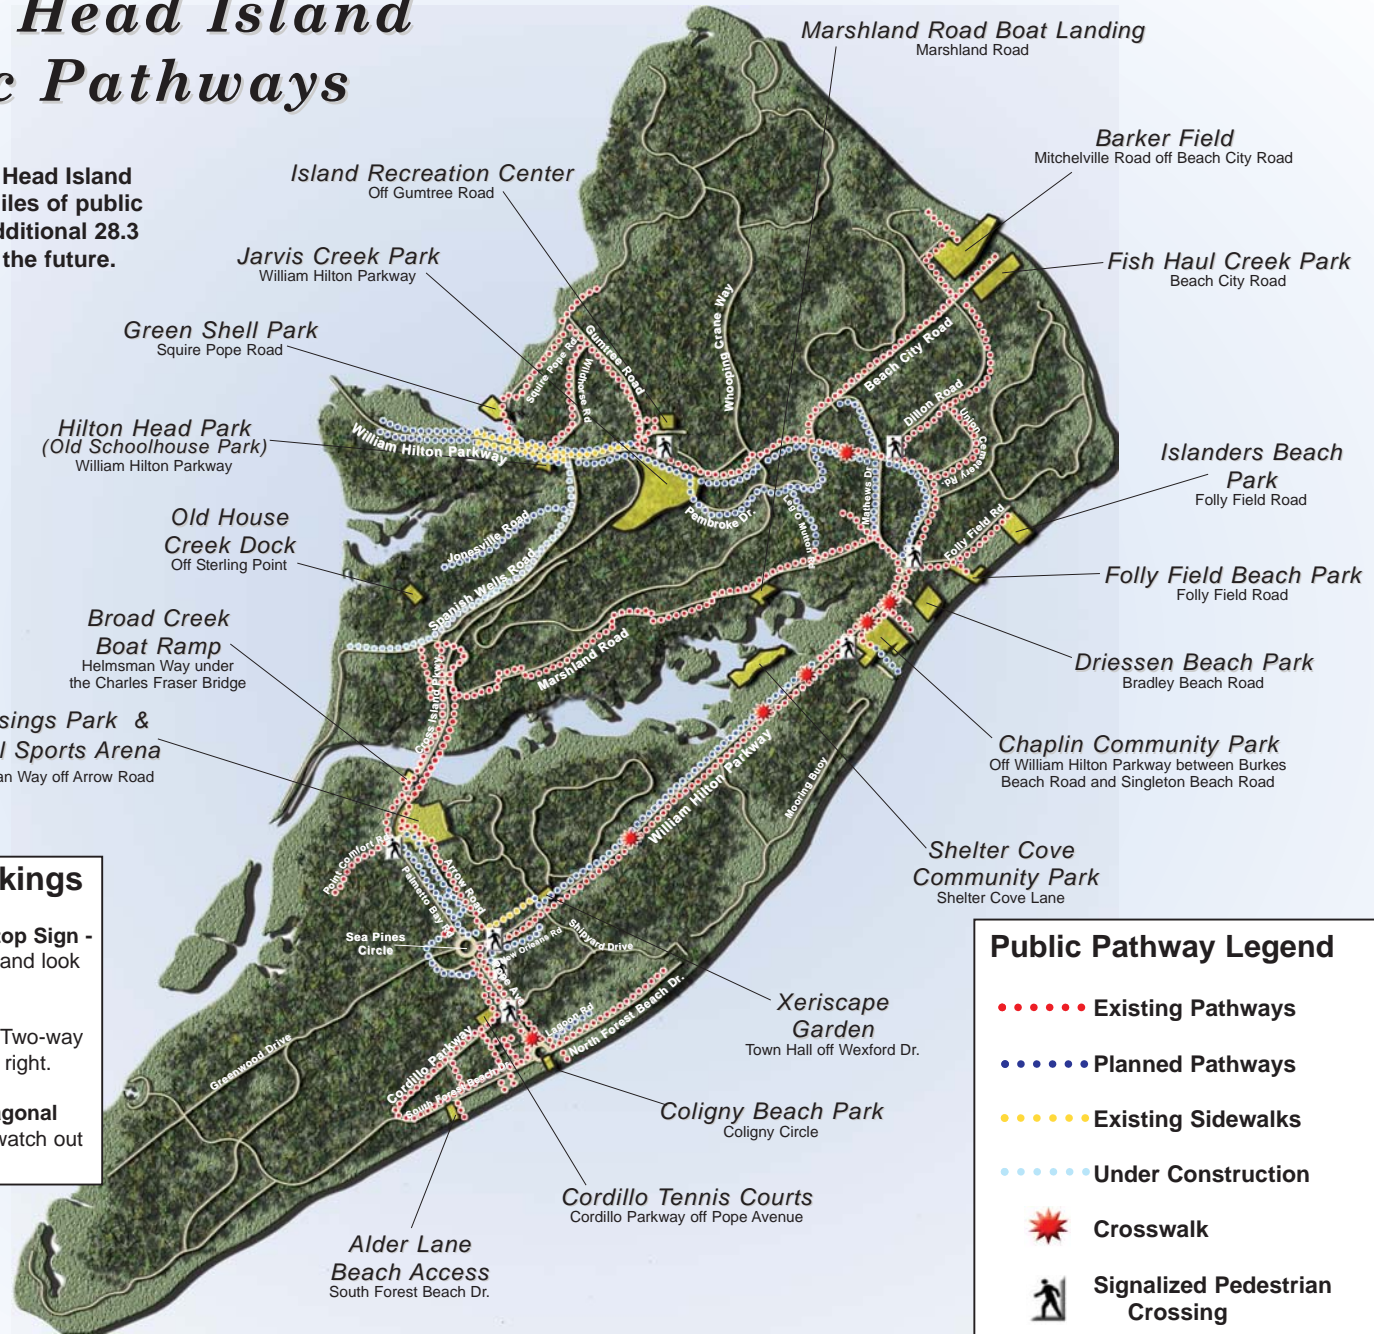 Head Island
c Pathways
Head Island
iles of public
dditional 28.3
the future.
Marshland Road Boat Landing
Marshland Road
Barker Field
Mitchelville Road off Beach City Road
Island Recreation Center
Off Gumtree Road
Jarvis Creek Park
William Hilton Parkway
Fish Haul Creek Park
Beach City Road
Green Shell Park
Squire Pope Road
Hilton Head Park
(Old Schoolhouse Park)
William Hilton Parkway
Islanders Beach
Park
Folly Field Road
Old House
Creek Dock
Off Sterling Point
Folly Field Beach Park
Folly Field Road
Broad Creek
Boat Ramp
Helmsman Way under
the Charles Fraser Bridge
Driessen Beach Park
Bradley Beach Road
sings Park &
l Sports Arena
an Way off Arrow Road
Chaplin Community Park
Off William Hilton Parkway between Burkes
Beach Road and Singleton Beach Road
Shelter Cove
Community Park
Shelter Cove Lane
Xeriscape
Garden
Town Hall off Wexford Dr.
Coligny Beach Park
Coligny Circle
Cordillo Tennis Courts
Cordillo Parkway off Pope Avenue
Alder Lane
Beach Access
South Forest Beach Dr.
Whooping Crane Way
Gumtree Road
Squire Pope Rd
Wildhorse Rd
Beach City Road
Dillon Road
Union Cemetery Rd.
William Hilton Parkway
Mathews Dr.
Pembroke Dr.
Leg O Mutton
Folly Field Rd
Jonesville Road
Spanish Wells Road
Marshland Road
Cross Island Pkwy
William Hilton Parkway
Mooring Buoy
Point Comfort Rd
Arrow Road
Palmetto Bay Rd
Sea Pines
Circle
New Orleans Rd
Shipyard Drive
Pope Ave
Lagoon Rd
North Forest Beach Dr.
Greenwood Drive
Cordillo Parkway
South Forest Beach Dr.
kings
top Sign -
and look
Two-way
right.
agonal
watch out
Public Pathway Legend
Existing Pathways
Planned Pathways
Existing Sidewalks
Under Construction
Crosswalk
Signalized Pedestrian
Crossing